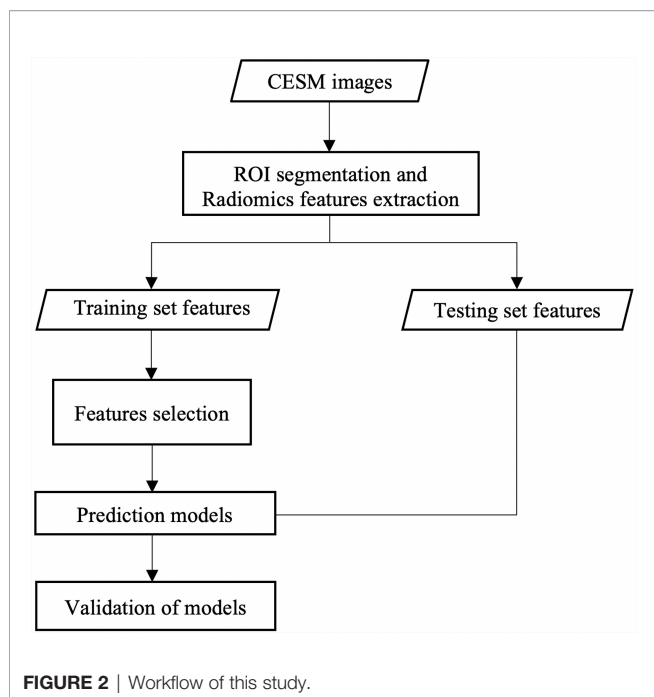 CESM images
ROI segmentation and
Radiomics features extraction
Training set features
Testing set features
Features selection
Prediction models
Validation of models
FIGURE 2 | Workflow of this study.